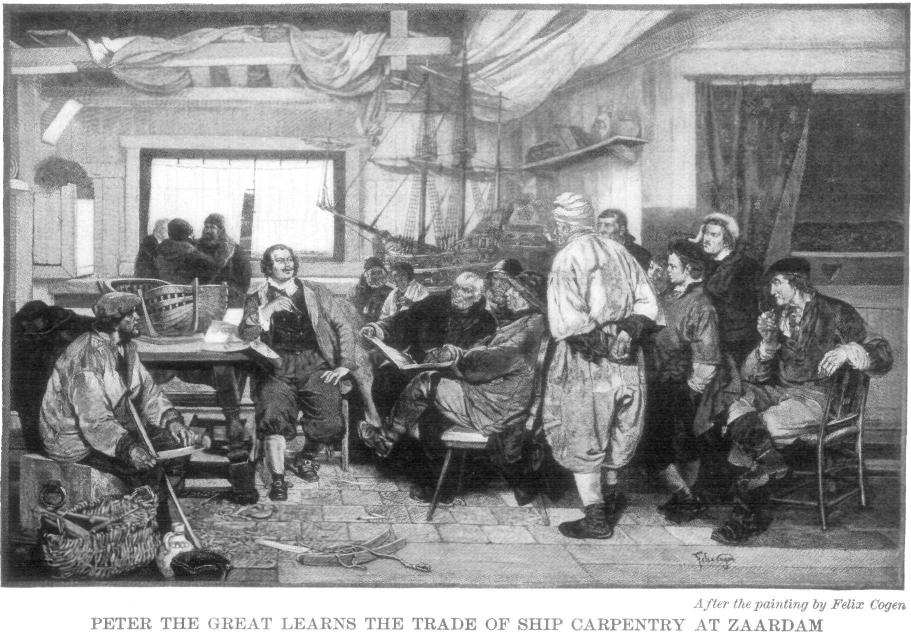 After the painting by Felix Cogen
PETER THE GREAT LEARNS THE TRADE OF SHIP CARPENTRY AT ZAARDAM